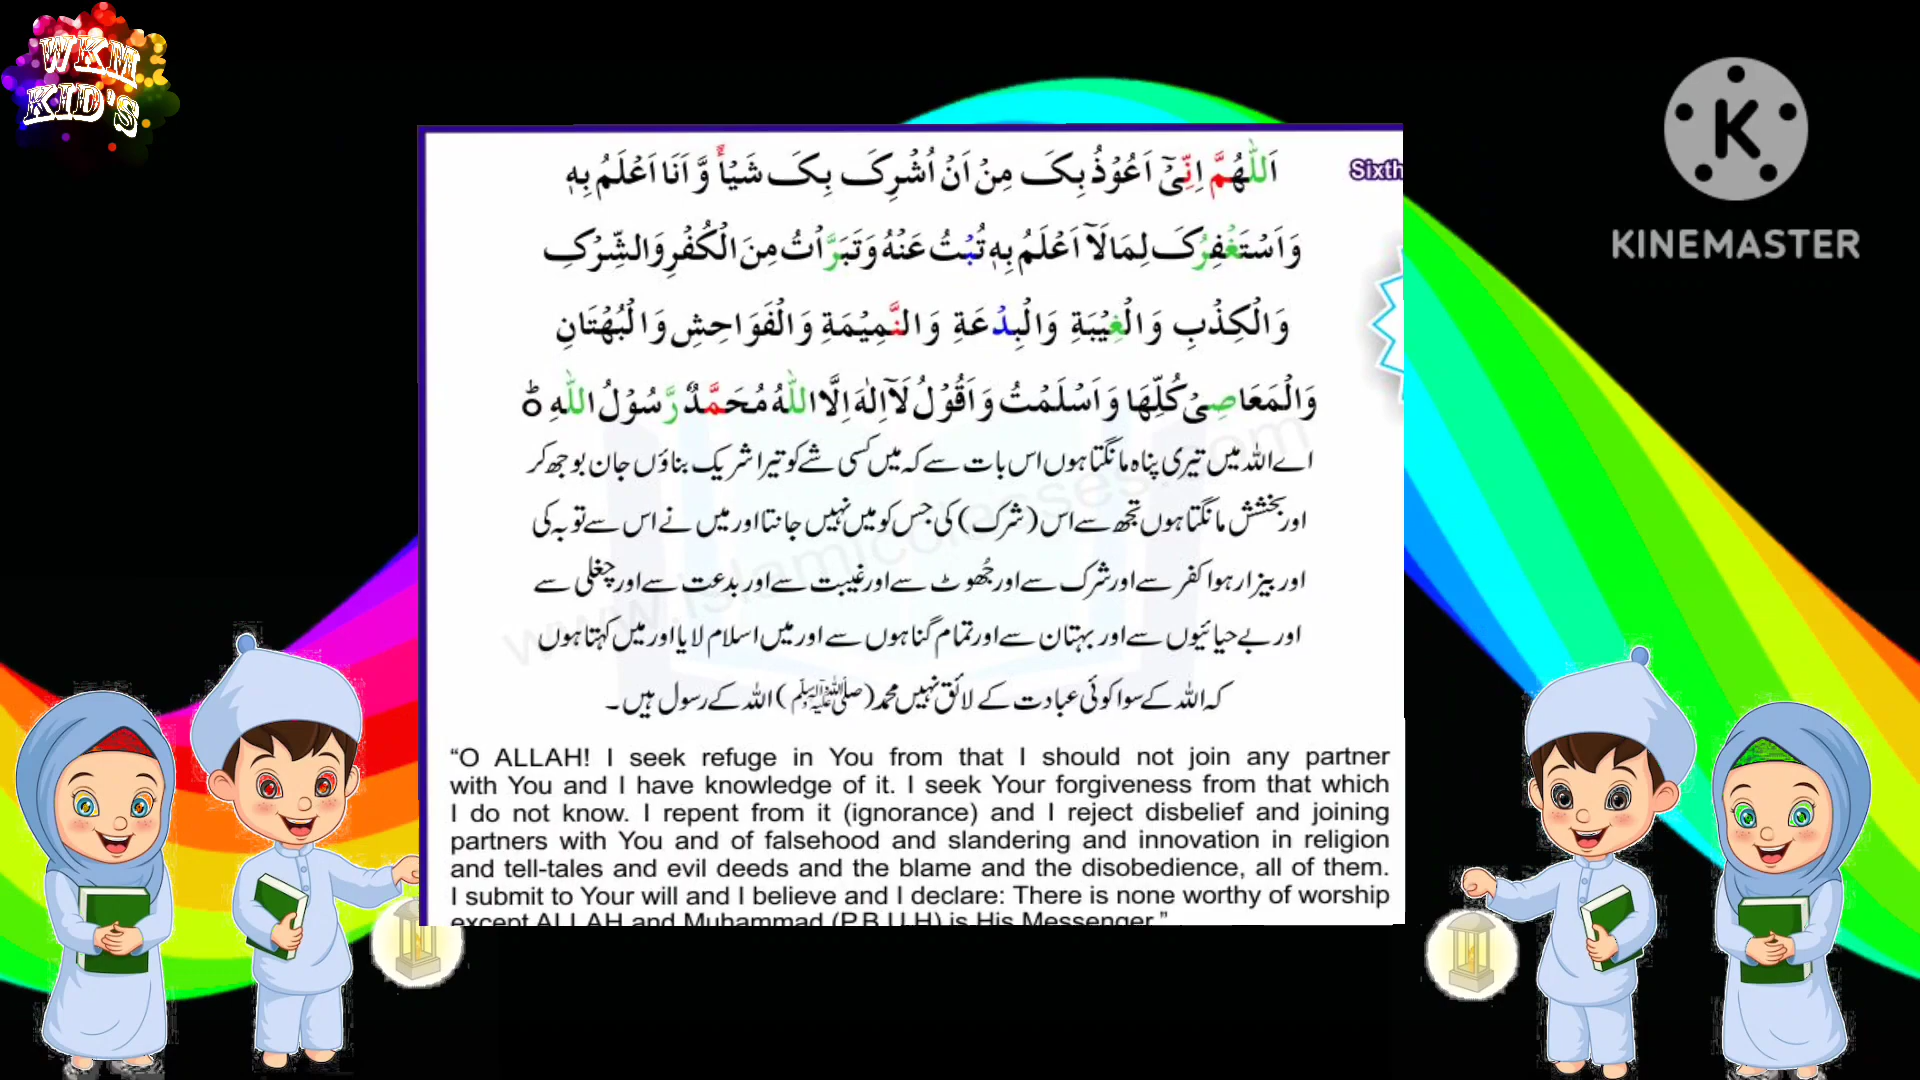 WKM
KID'S
KINEMASTER
Sixth
اَللّٰهُمَّ اِنِّیْۤ اَعُوْذُ بِکَ مِنْ اَنْ اُشْرِکَ بِکَ شَیْأً وَّ اَنَا اَعْلَمُ بِهٖ
وَ اَسْتَغْفِرُکَ لِمَا لَاۤ اَعْلَمُ بِهٖ تُبْتُ عَنْهُ وَ تَبَرَّاْتُ مِنَ الْکُفْرِ وَ الشِّرْکِ
وَ الْکِذْبِ وَ الْغِیْبَةِ وَ الْبِدْعَةِ وَ النَّمِیْمَةِ وَ الْفَوَاحِشِ وَ الْبُهْتَانِ
وَ الْمَعَاصِیْ کُلِّهَا وَ اَسْلَمْتُ وَ اَقُوْلُ لَاۤ اِلٰهَ اِلَّا اللّٰهُ مُحَمَّدٌ رَّسُوْلُ اللّٰهِ ؕ
اے اللہ میں تیری پناہ مانگتا ہوں اس بات سے کہ میں کسی شے کو تیرا شریک بناؤں جان بوجھ کر
اور بخشش مانگتا ہوں تجھ سے اس (شرک) کی جس کو میں نہیں جانتا اور میں نے اس سے توبہ کی
اور بیزار ہوا کفر سے اور شرک سے اور جُھوٹ سے اور غیبت سے اور بدعت سے اور چغلی سے
اور بے حیائیوں سے اور بہتان سے اور تمام گناہوں سے اور میں اسلام لایا اور میں کہتا ہوں
کہ اللہ کے سوا کوئی عبادت کے لائق نہیں محمد (ﷺ) اللہ کے رسول ہیں۔
“O ALLAH! I seek refuge in You from that I should not join any partner
with You and I have knowledge of it. I seek Your forgiveness from that which
I do not know. I repent from it (ignorance) and I reject disbelief and joining
partners with You and of falsehood and slandering and innovation in religion
and tell-tales and evil deeds and the blame and the disobedience, all of them.
I submit to Your will and I believe and I declare: There is none worthy of worship
except ALLAH and Muhammad (P.B.U.H) is His Messenger.”
www.islamicclasses.com